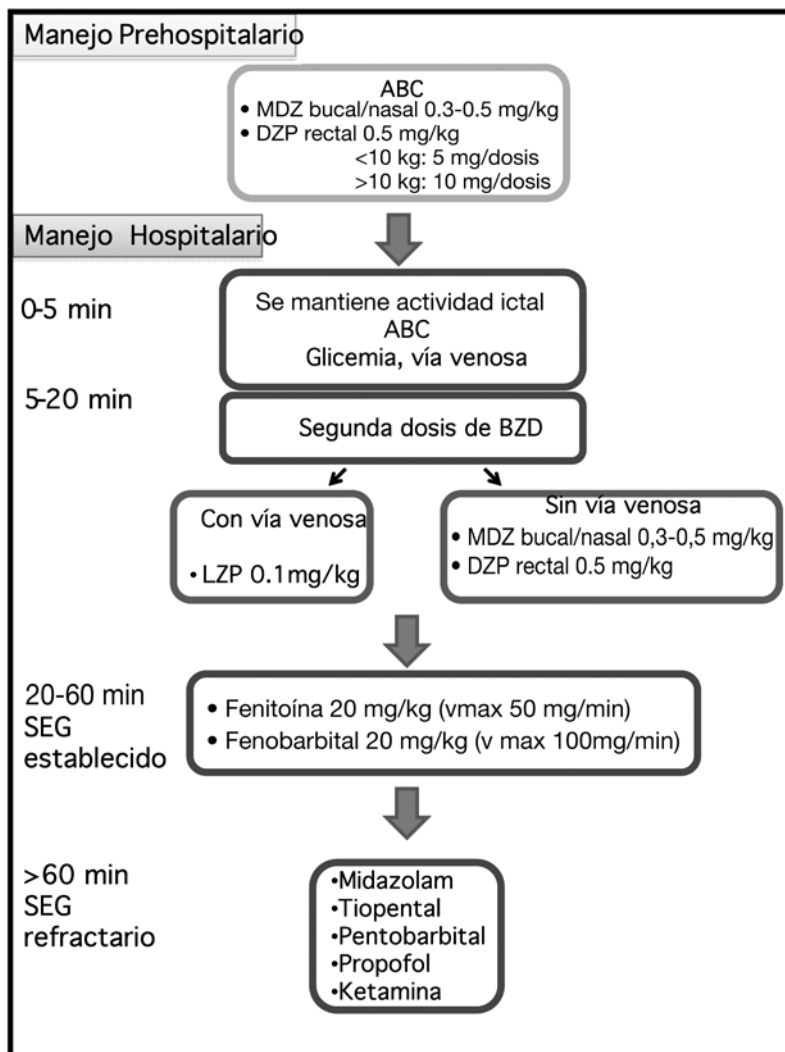 Manejo Prehospitalario
ABC
• MDZ bucal/nasal 0.3-0.5 mg/kg
• DZP rectal 0.5 mg/kg
<10 kg: 5 mg/dosis
>10 kg: 10 mg/dosis
Manejo Hospitalario
0-5 min
Se mantiene actividad ictal
ABC
Glicemia, vía venosa
5-20 min
Segunda dosis de BZD
Con vía venosa
• LZP 0.1mg/kg
Sin vía venosa
• MDZ bucal/nasal 0,3-0,5 mg/kg
• DZP rectal 0.5 mg/kg
20-60 min
SEG
establecido
• Fenitoína 20 mg/kg (vmax 50 mg/min)
• Fenobarbital 20 mg/kg (v max 100mg/min)
>60 min
SEG
refractario
•Midazolam
•Tiopental
•Pentobarbital
•Propofol
•Ketamina